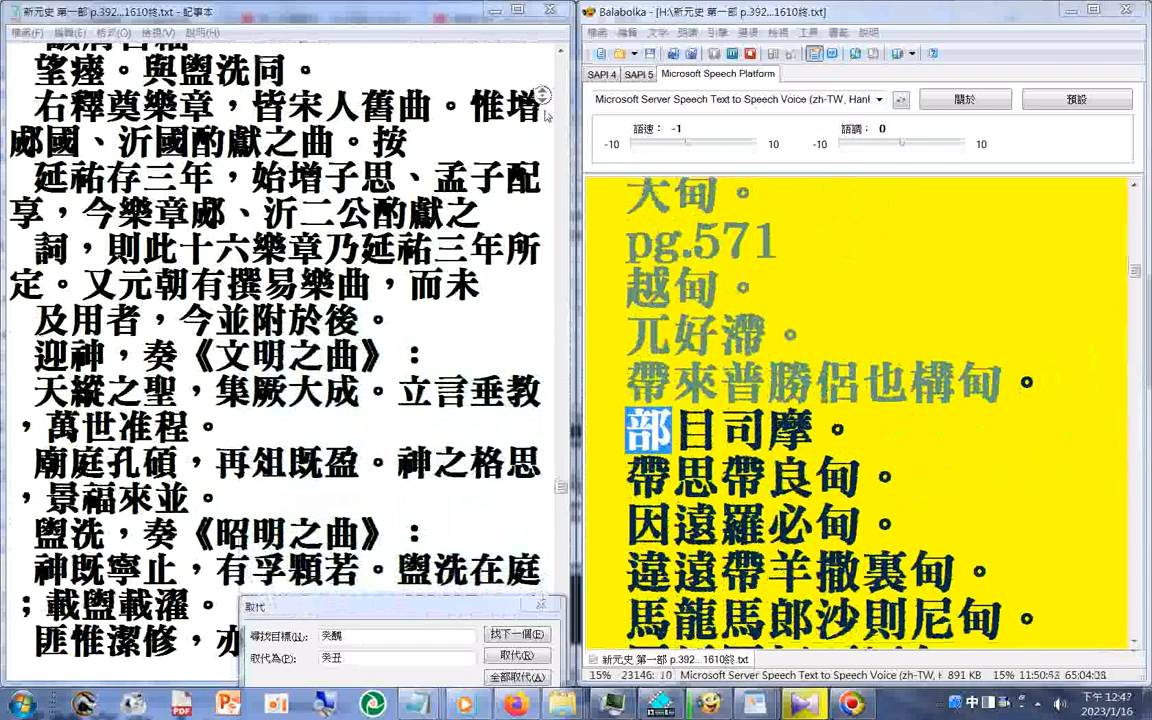 新元史 第一部 p.392...1610終.txt - 記事本
檔案(F) 編輯(E) 格式(O) 檢視(V) 說明(H)
望瘞。與盥洗同。
右釋奠樂章，皆宋人舊曲。惟增
郕國、沂國酌獻之曲。按
延祐存三年，始增子思、孟子配
享，今樂章郕、沂二公酌獻之
詞，則此十六樂章乃延祐三年所
定。又元朝有撰易樂曲，而未
及用者，今並附於後。
迎神，奏《文明之曲》：
天縱之聖，集厥大成。立言垂教
，萬世准程。
廟庭孔碩，再俎既盈。神之格思
，景福來並。
盥洗，奏《昭明之曲》：
神既寧止，有孚顆若。盥洗在庭
；載盥載濯。
匪惟潔修，亦
取代
尋找目標(N): 癸醜
找下一個(F)
取代為(P): 癸丑
取代(R)
全部取代(A)
Balabolka - [H:\新元史 第一部 p.392...1610終.txt]
SAPI 4 SAPI 5 Microsoft Speech Platform
Microsoft Server Speech Text to Speech Voice (zh-TW, Hanl
關於
預設
語速： -1
語調： 0
-10 10 -10 10
大甸。
pg.571
越甸。
兀好灣。
帶來普勝侶也構甸。
部目司摩。
帶思帶良甸。
因遠羅必甸。
違遠帶羊撒裏甸。
馬龍馬郎沙則尼甸。
新元史 第一部 p.392...1610終.txt
15% 23146: 10 Microsoft Server Speech Text to Speech Voice (zh-TW, H 891 KB 15% 11:50:43 65:04:38
下午 12:47
2023/1/16